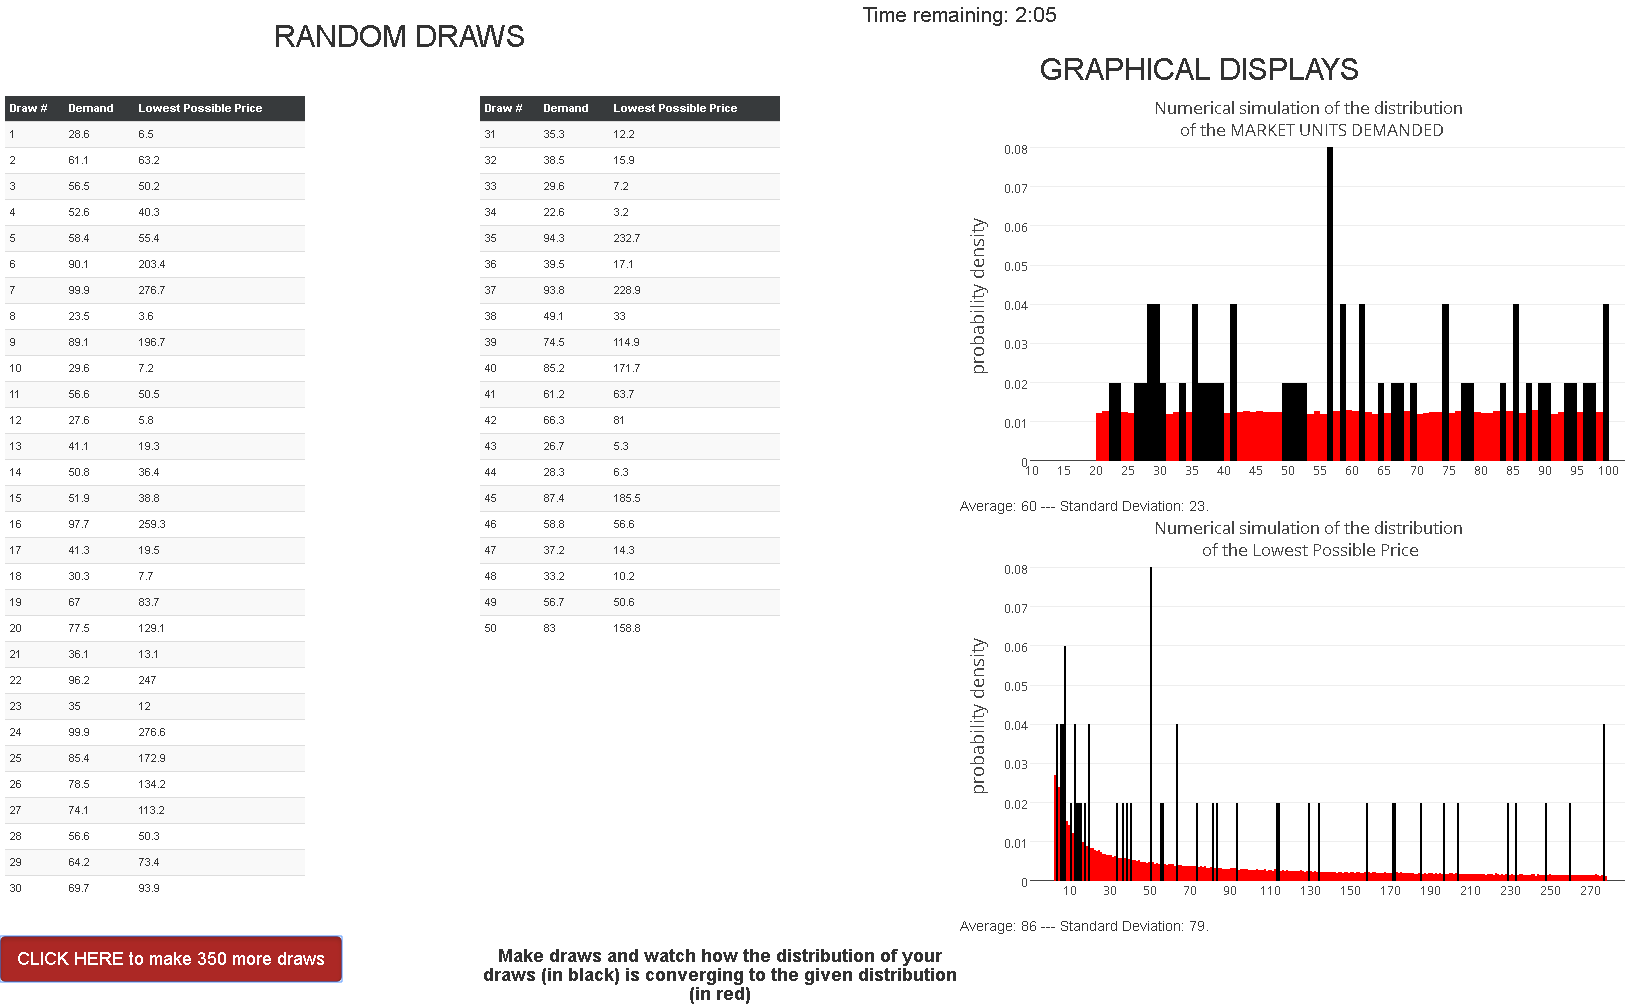 Time remaining: 2:05
RANDOM DRAWS
Draw # Demand Lowest Possible Price
1 28.6 6.5
2 61.1 63.2
3 56.5 50.2
4 52.6 40.3
5 58.4 55.4
6 90.1 203.4
7 99.9 276.7
8 23.5 3.6
9 89.1 196.7
10 29.6 7.2
11 56.6 50.5
12 27.6 5.8
13 41.1 19.3
14 50.8 36.4
15 51.9 38.8
16 97.7 259.3
17 41.3 19.5
18 30.3 7.7
19 67 83.7
20 77.5 129.1
21 36.1 13.1
22 96.2 247
23 35 12
24 99.9 276.6
25 85.4 172.9
26 78.5 134.2
27 74.1 113.2
28 56.6 50.3
29 64.2 73.4
30 69.7 93.9
Draw # Demand Lowest Possible Price
31 35.3 12.2
32 38.5 15.9
33 29.6 7.2
34 22.6 3.2
35 94.3 232.7
36 39.5 17.1
37 93.8 228.9
38 49.1 33
39 74.5 114.9
40 85.2 171.7
41 61.2 63.7
42 66.3 81
43 26.7 5.3
44 28.3 6.3
45 87.4 185.5
46 58.8 56.6
47 37.2 14.3
48 33.2 10.2
49 56.7 50.6
50 83 158.8
CLICK HERE to make 350 more draws
Make draws and watch how the distribution of your
draws (in black) is converging to the given distribution
(in red)
GRAPHICAL DISPLAYS
Numerical simulation of the distribution
of the MARKET UNITS DEMANDED
probability density
0.08
0.07
0.06
0.05
0.04
0.03
0.02
0.01
0
10 15 20 25 30 35 40 45 50 55 60 65 70 75 80 85 90 95 100
Average: 60 --- Standard Deviation: 23.
Numerical simulation of the distribution
of the Lowest Possible Price
probability density
0.08
0.07
0.06
0.05
0.04
0.03
0.02
0.01
0
10 30 50 70 90 110 130 150 170 190 210 230 250 270
Average: 86 --- Standard Deviation: 79.